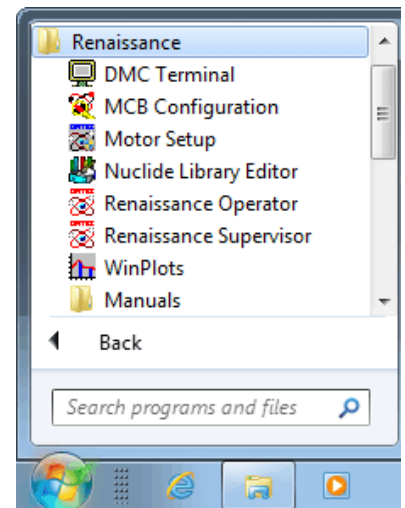 Renaissance
DMC Terminal
MCB Configuration
Motor Setup
Nuclide Library Editor
Renaissance Operator
Renaissance Supervisor
WinPlots
Manuals
Back
Search programs and files